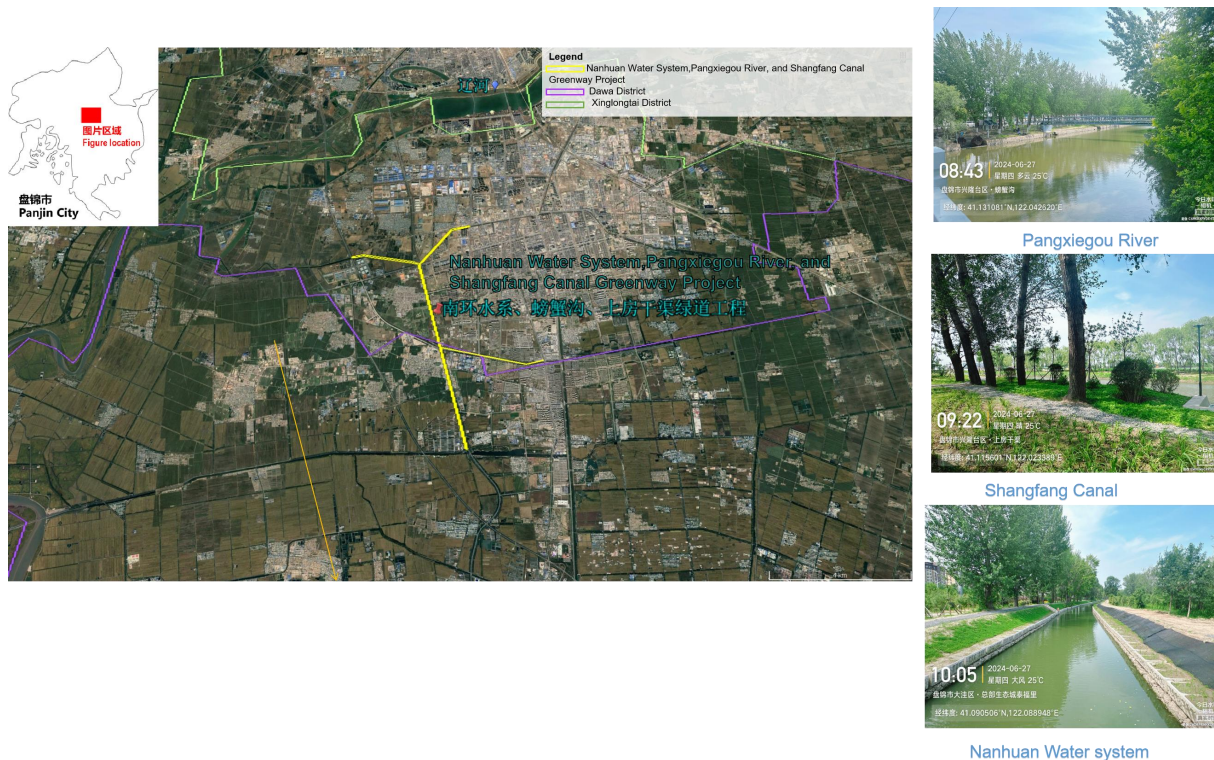 图片区域
Figure location
盘锦市
Panjin City
辽河
Legend
Nanhuan Water System,Pangxiegou River, and Shangfang Canal
Greenway Project
Dawa District
Xinglongtai District
Nanhuan Water System,Pangxiegou River, and
Shangfang Canal Greenway Project
南环水系、螃蟹沟、上房干渠绿道工程
4 km
08:43
2024-06-27
星期四 多云 25℃
盘锦市兴隆台区·螃蟹沟
经纬度: 41.131081°N,122.042520°E
Pangxiegou River
09:22
2024-06-27
星期四 晴 25℃
盘锦市兴隆台区·上房干渠
经纬度: 41.115601°N,122.023389°E
Shangfang Canal
10:05
2024-06-27
星期四 大风 25℃
盘锦市大洼区·总部生态城泰福里
经纬度: 41.090506°N,122.088948°E
Nanhuan Water system